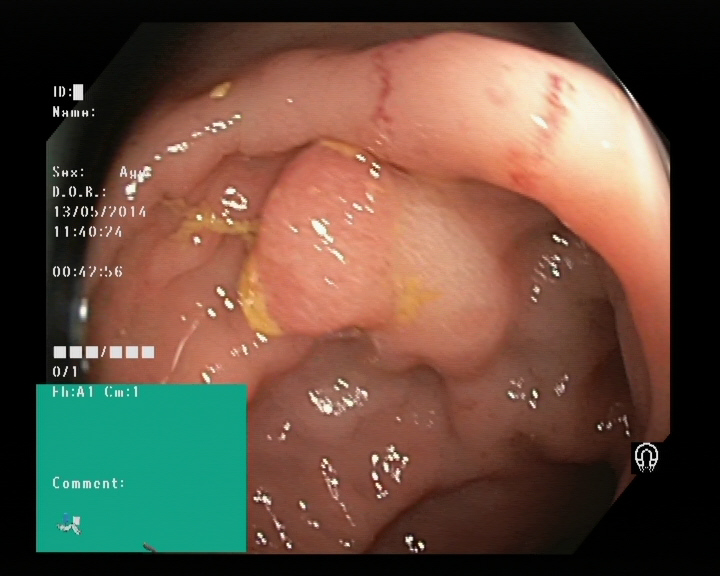 ID:
Name:
Sex: Age:
D.O.B.:
13/05/2014
11:40:24
00:42:56
■■■/■■■
0/1
Eh:A1 Cm:1
Comment: